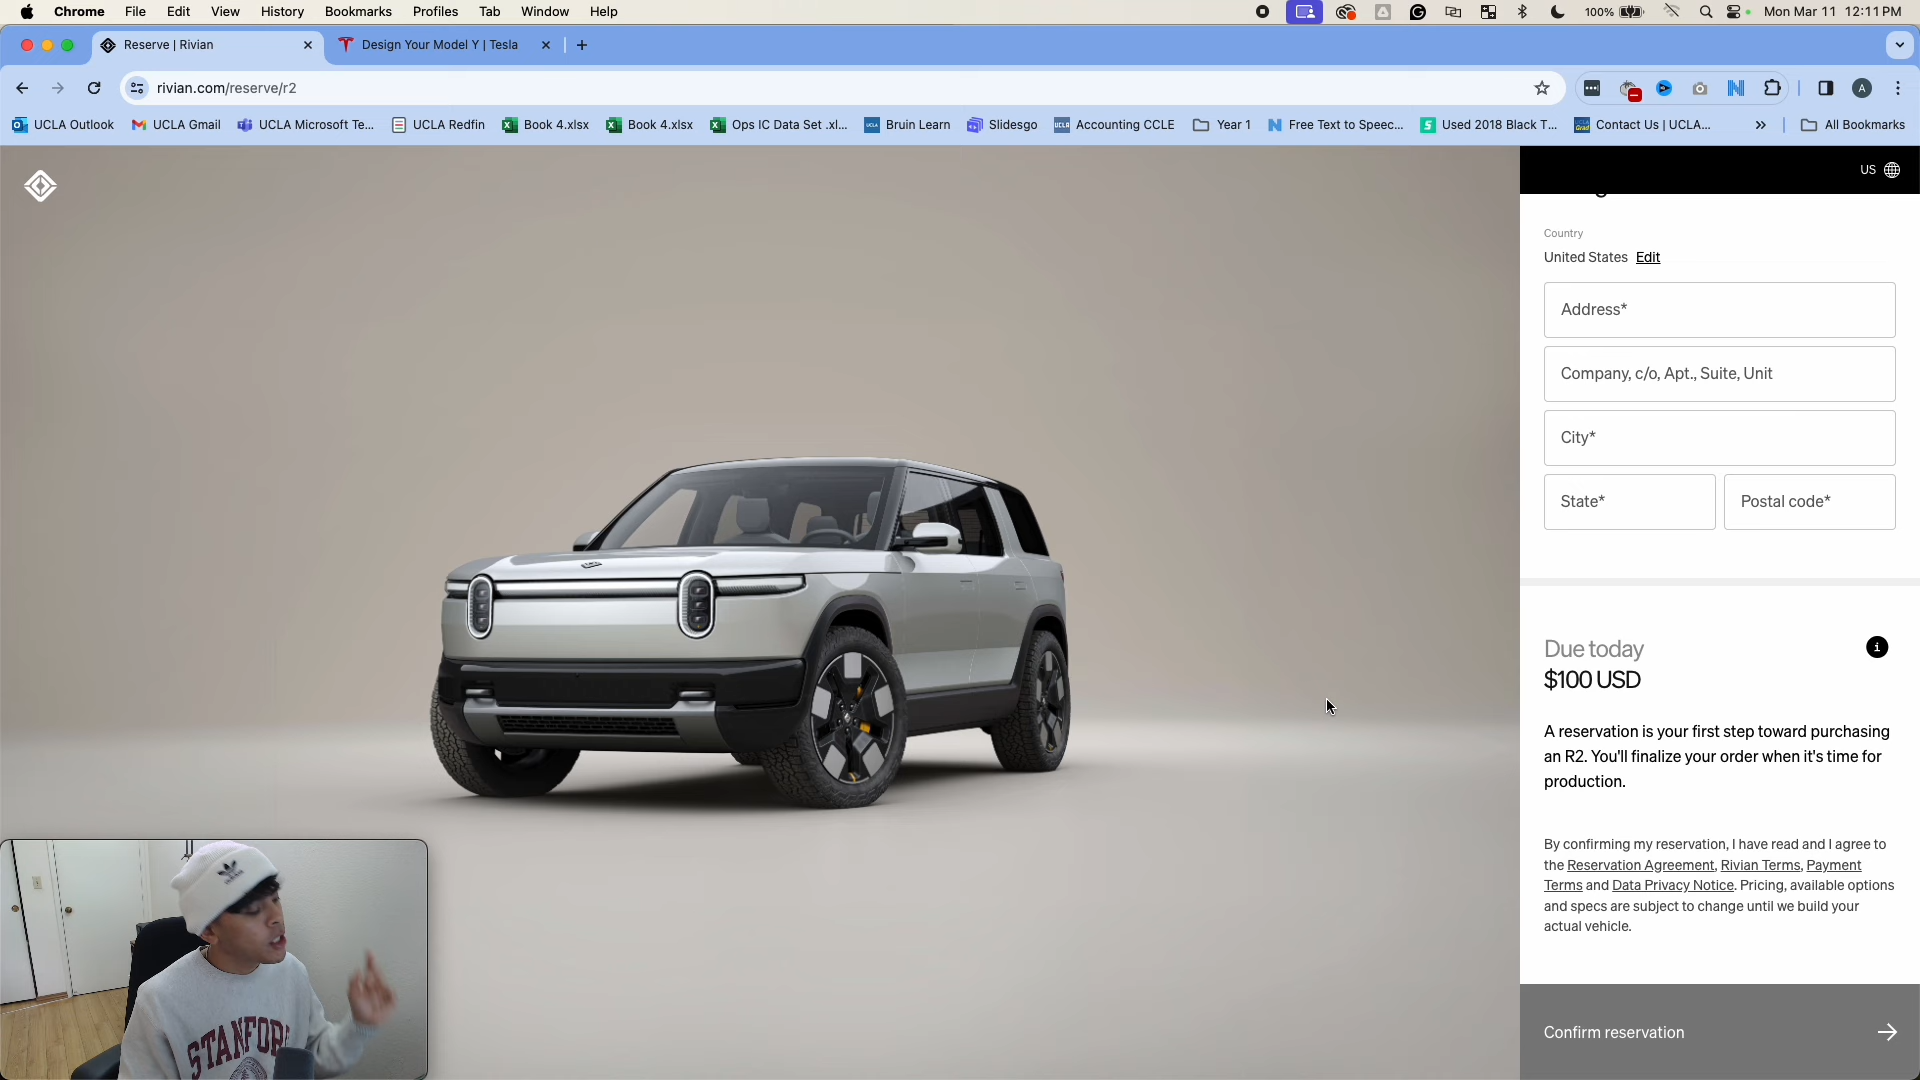 Chrome File Edit View History Bookmarks Profiles Tab Window Help 100% Mon Mar 11 12:11 PM
Reserve | Rivian Design Your Model Y | Tesla
rivian.com/reserve/r2 A
UCLA Outlook UCLA Gmail UCLA Microsoft Te... UCLA Redfin Book 4.xlsx Book 4.xlsx Ops IC Data Set .xl... Bruin Learn Slidesgo Accounting CCLE Year 1 Free Text to Speec... Used 2018 Black T... Contact Us | UCLA... All Bookmarks
US
Country
United States Edit
Address*
Company, c/o, Apt., Suite, Unit
City*
State* Postal code*
Due today
$100 USD
A reservation is your first step toward purchasing
an R2. You'll finalize your order when it's time for
production.
By confirming my reservation, I have read and I agree to
the Reservation Agreement, Rivian Terms, Payment
Terms and Data Privacy Notice. Pricing, available options
and specs are subject to change until we build your
actual vehicle.
Confirm reservation
STANFORD